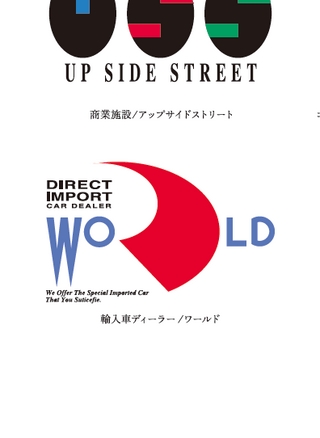 USS
UP SIDE STREET
商業施設/アップサイドストリート
DIRECT
IMPORT
CAR DEALER
WORLD
We Offer The Special Imported Car
That You Suticefie.
輸入車ディーラー/ワールド